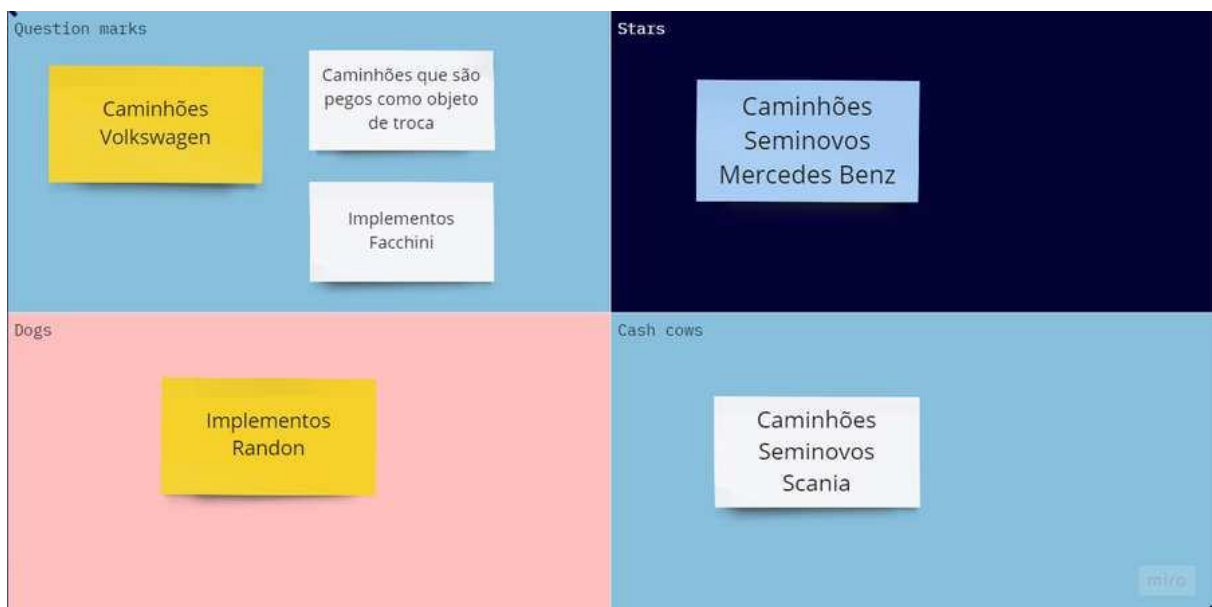 Question marks
Caminhões
Volkswagen
Caminhões que são
pegos como objeto
de troca
Implementos
Facchini
Stars
Caminhões
Seminovos
Mercedes Benz
Dogs
Implementos
Randon
Cash cows
Caminhões
Seminovos
Scania
miro